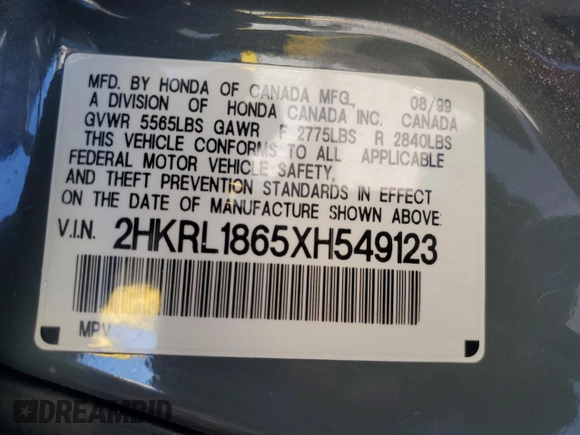 MFD. BY HONDA OF CANADA MFG., 08/99
A DIVISION OF HONDA CANADA INC. CANADA
GVWR 5565LBS GAWR F 2775LBS R 2840LBS
THIS VEHICLE CONFORMS TO ALL APPLICABLE
FEDERAL MOTOR VEHICLE SAFETY,
AND THEFT PREVENTION STANDARDS IN EFFECT
ON THE DATE OF MANUFACTURE SHOWN ABOVE.
V.I.N. 2HKRL1865XH549123
MPV
DREAMBID